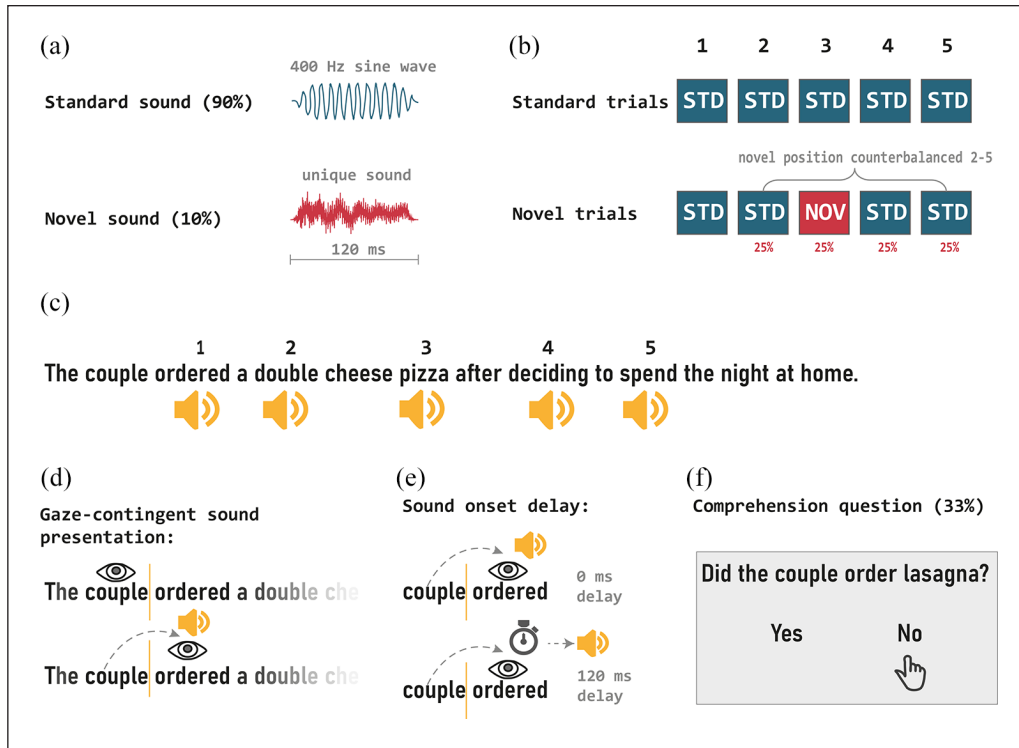 (a)
400 Hz sine wave
Standard sound (90%)
unique sound
Novel sound (10%)
120 ms
(b)
1 2 3 4 5
Standard trials STD STD STD STD STD
novel position counterbalanced 2-5
Novel trials STD STD NOV STD STD
25% 25% 25% 25%
(c)
1 2 3 4 5
The couple ordered a double cheese pizza after deciding to spend the night at home.
(d)
Gaze-contingent sound
presentation:
The couple ordered a double che
The couple ordered a double che
(e)
Sound onset delay:
couple ordered
0 ms
delay
couple ordered
120 ms
delay
(f)
Comprehension question (33%)
Did the couple order lasagna?
Yes No